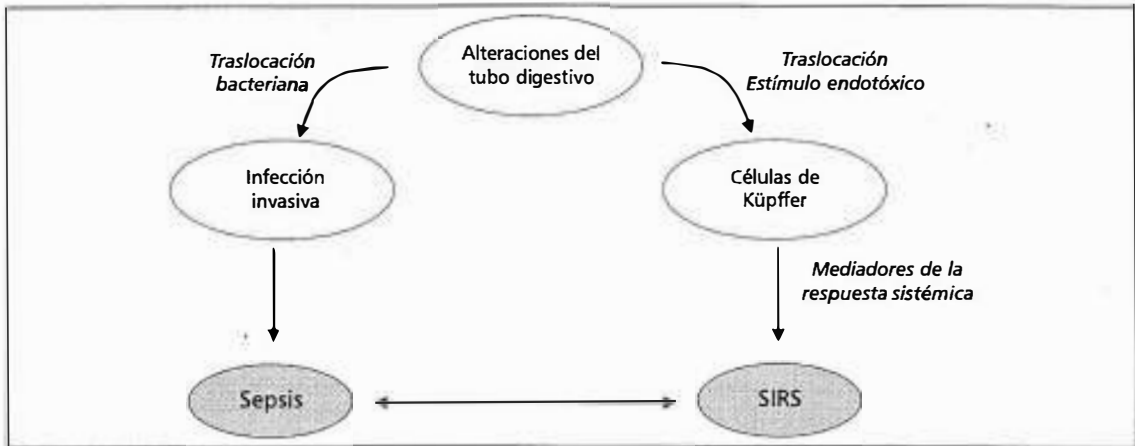 Alteraciones del
tubo digestivo
Traslocación
bacteriana
Traslocación
Estímulo endotóxico
Infección
invasiva
Células de
Küpffer
Mediadores de la
respuesta sistémica
Sepsis
SIRS